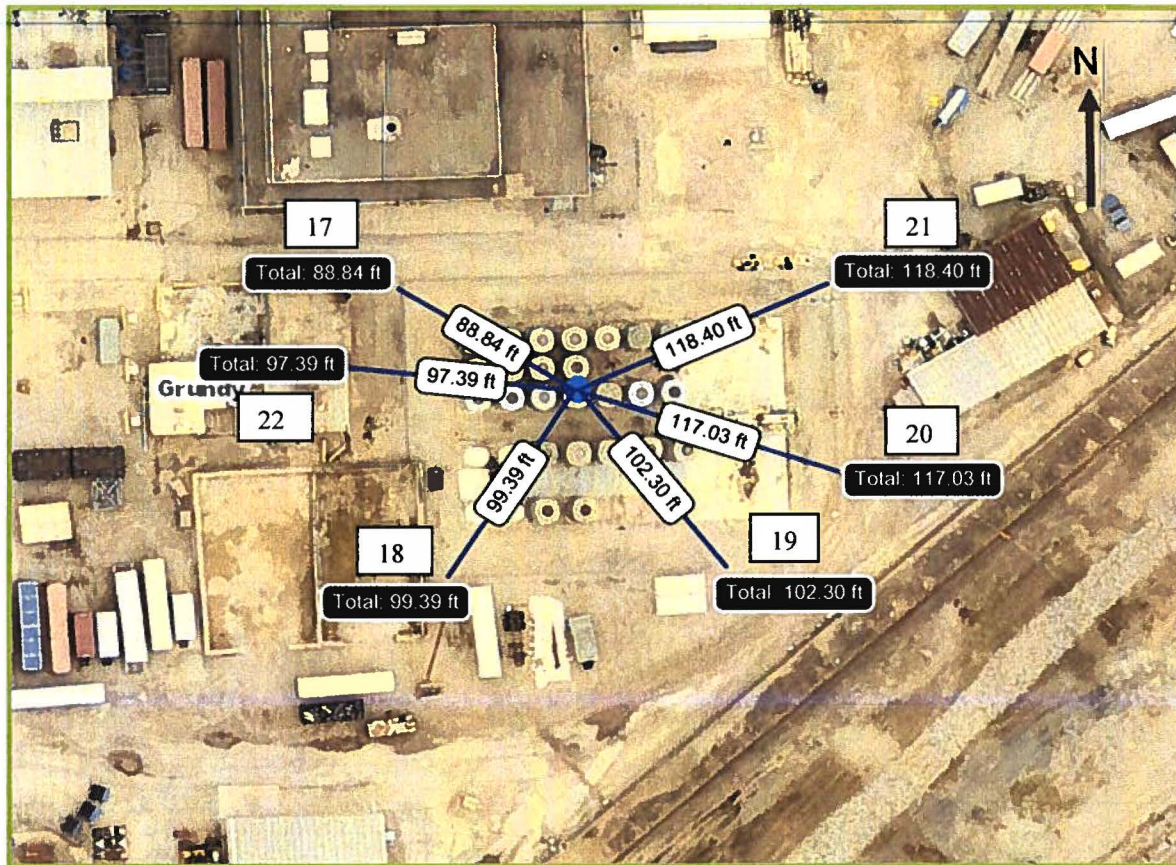 N
17
21
Total: 88.84 ft
Total: 118.40 ft
88.84 ft
118.40 ft
Total: 97.39 ft
97.39 ft
Grundy
22
117.03 ft
20
Total: 117.03 ft
99.39 ft
102.30 ft
18
19
Total: 99.39 ft
Total 102.30 ft